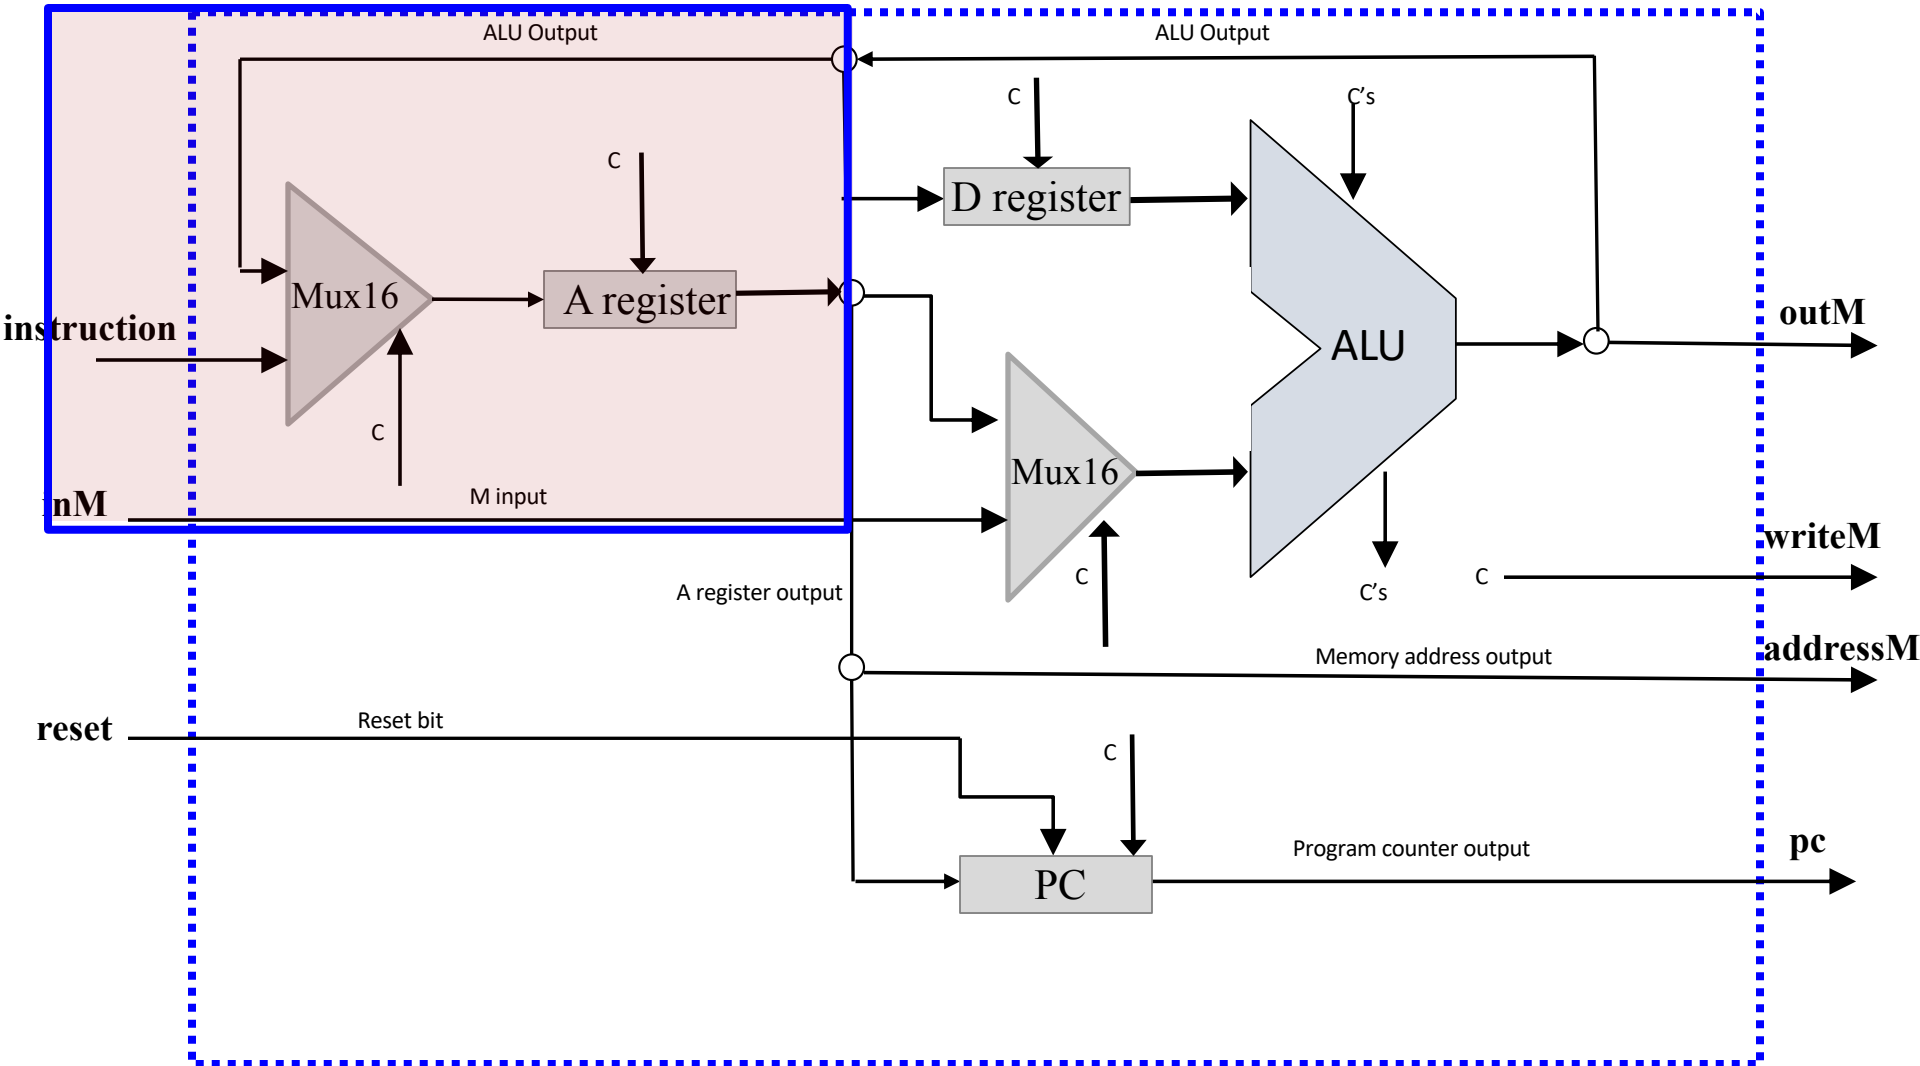 ALU Output
ALU Output
C
C's
C
D register
Mux16
A register
instruction
outM
ALU
C
Mux16
M input
nM
writeM
C
C
A register output
C's
addressM
Memory address output
reset
Reset bit
C
pc
Program counter output
PC